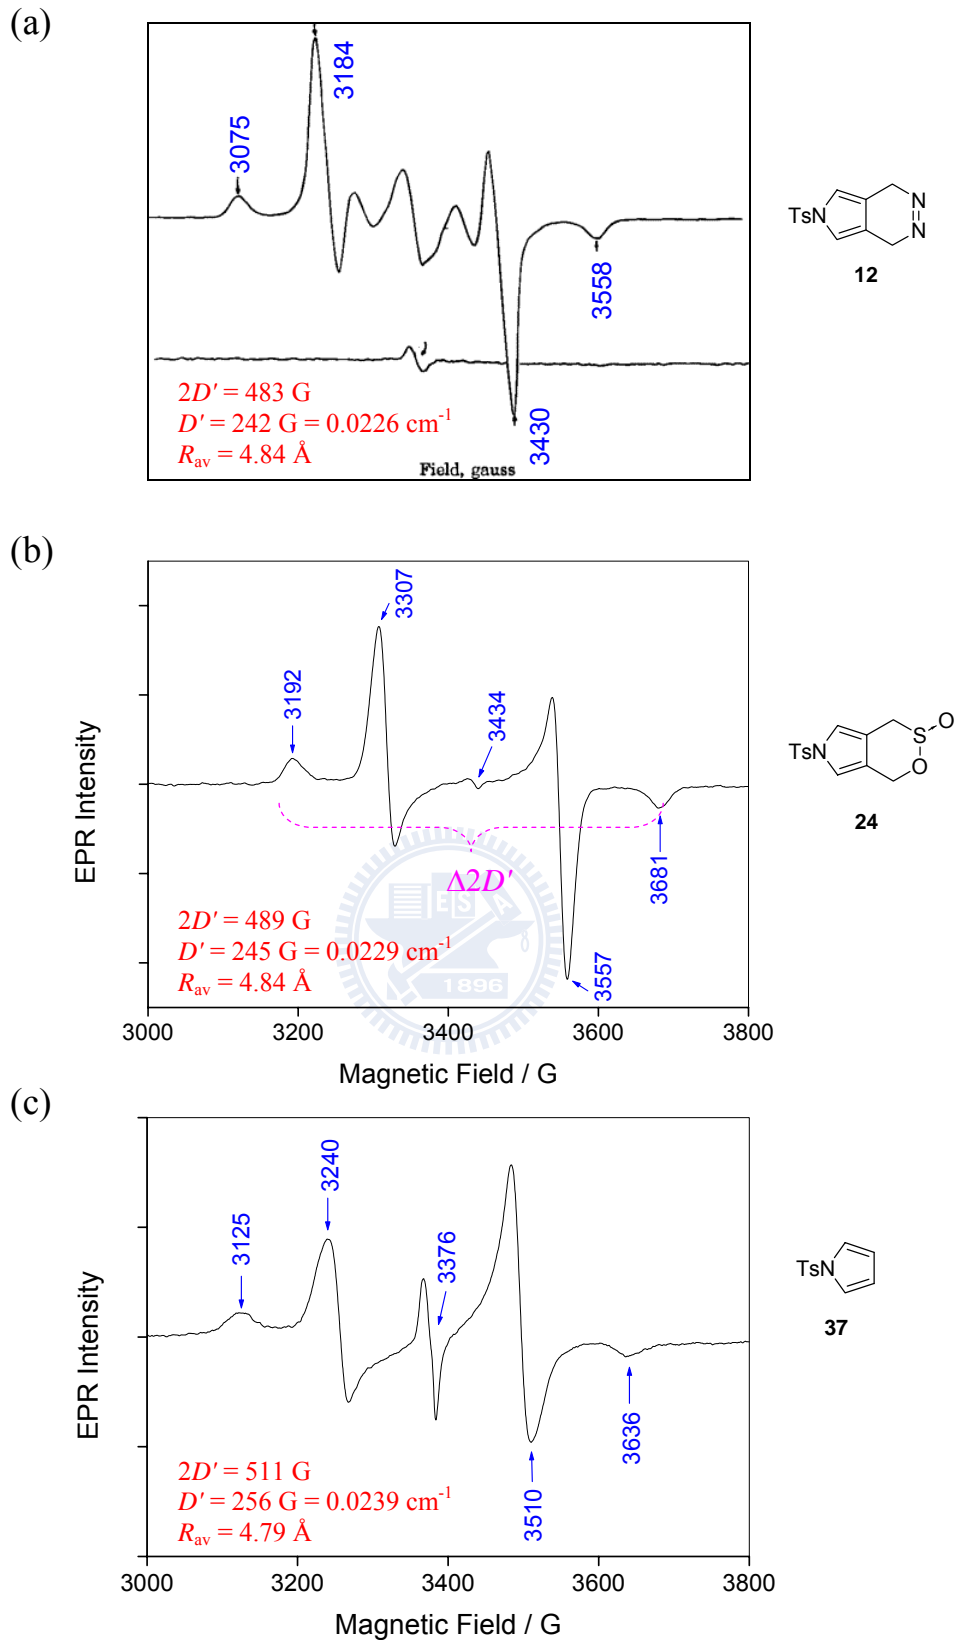 (a)
3075
3184
3558
3430
2D' = 483 G
D' = 242 G = 0.0226 cm-1
Rav = 4.84 Å
Field, gauss
TsN
N
N
12
(b)
3192
3307
3434
3681
3557
Δ2D'
2D' = 489 G
D' = 245 G = 0.0229 cm-1
Rav = 4.84 Å
EPR Intensity
ES
A
1896
3000 3200 3400 3600 3800
Magnetic Field / G
TsN
S
O
O
24
(c)
3125
3240
3376
3510
3636
2D' = 511 G
D' = 256 G = 0.0239 cm-1
Rav = 4.79 Å
EPR Intensity
3000 3200 3400 3600 3800
Magnetic Field / G
TsN
37